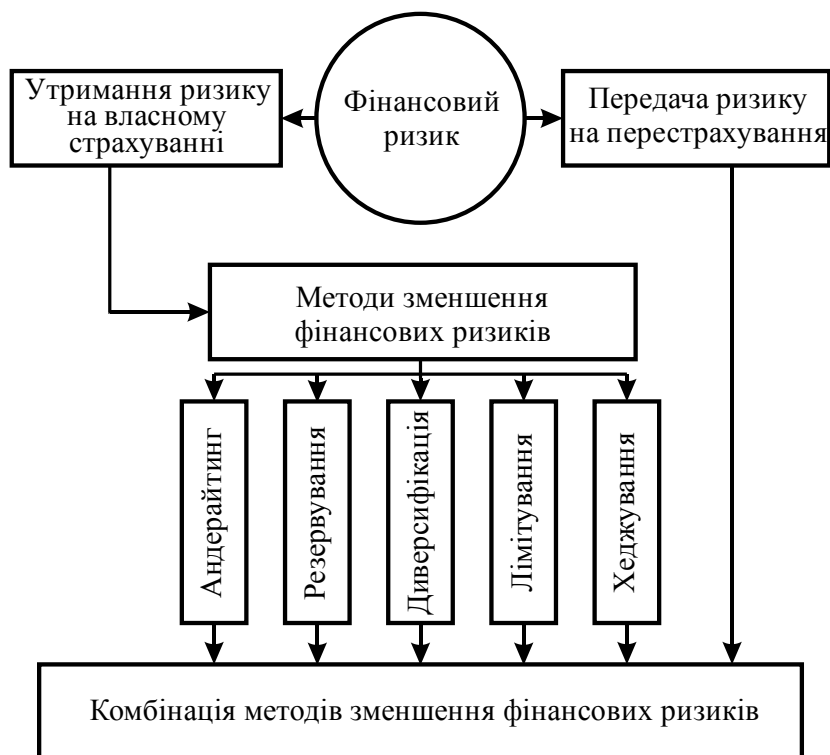 Утримання ризику
на власному
страхуванні
Фінансовий
ризик
Передача ризику
на перестрахування
Методи зменшення
фінансових ризиків
Андерайтинг
Резервування
Диверсифікація
Лімітування
Хеджування
Комбінація методів зменшення фінансових ризиків